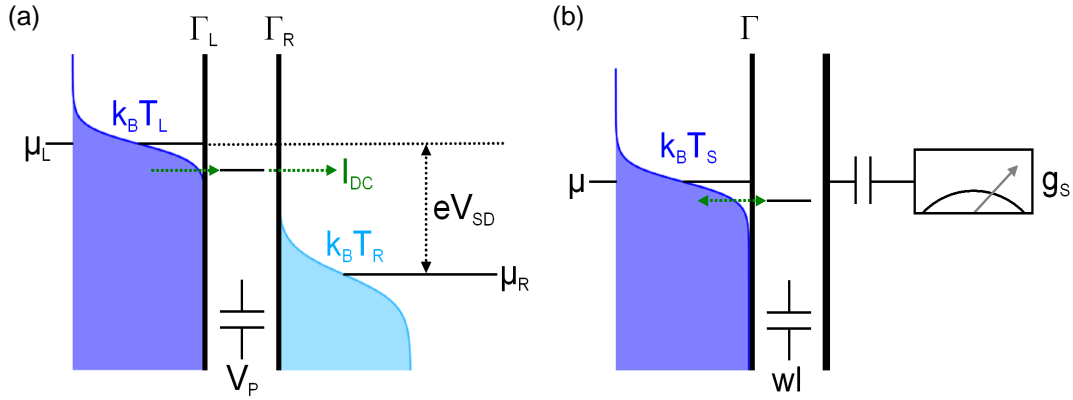 (a)
Γ_L Γ_R
k_BT_L
μ_L
I_DC
eV_SD
k_BT_R
μ_R
V_P
(b)
Γ
k_BT_S
μ
g_S
wl